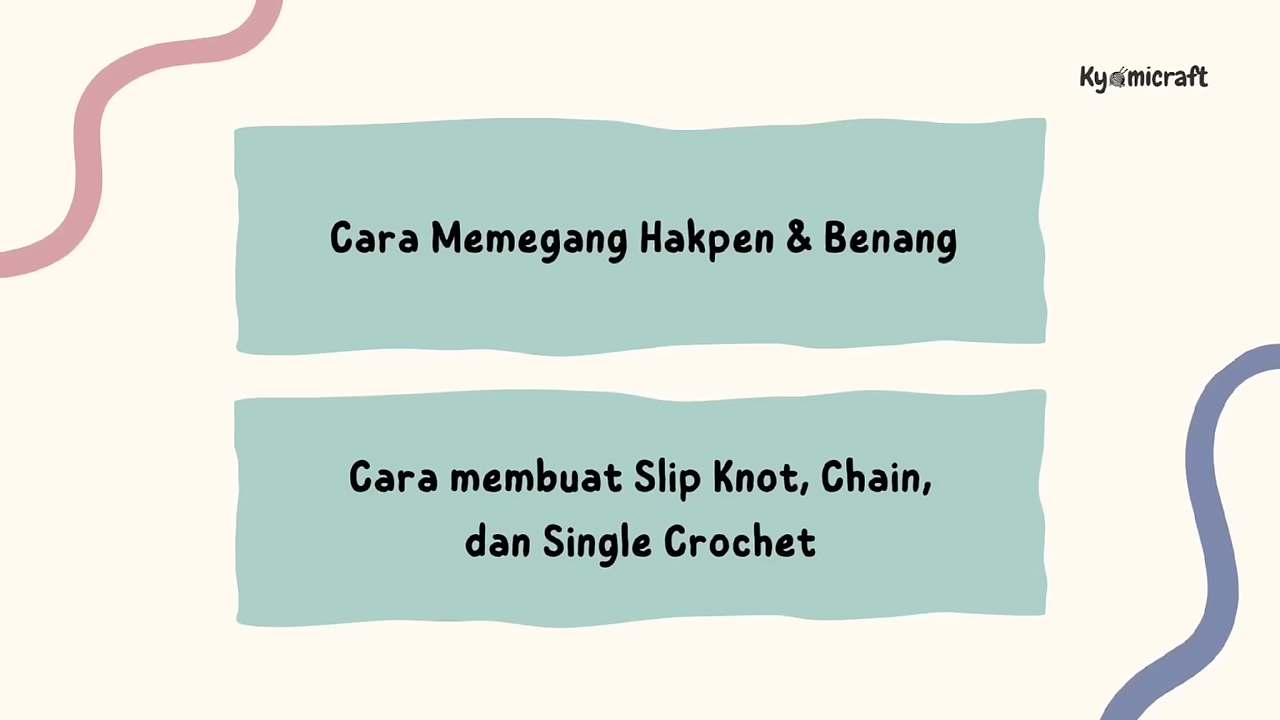 Kyomicraft
Cara Memegang Hakpen & Benang
Cara membuat Slip Knot, Chain,
dan Single Crochet